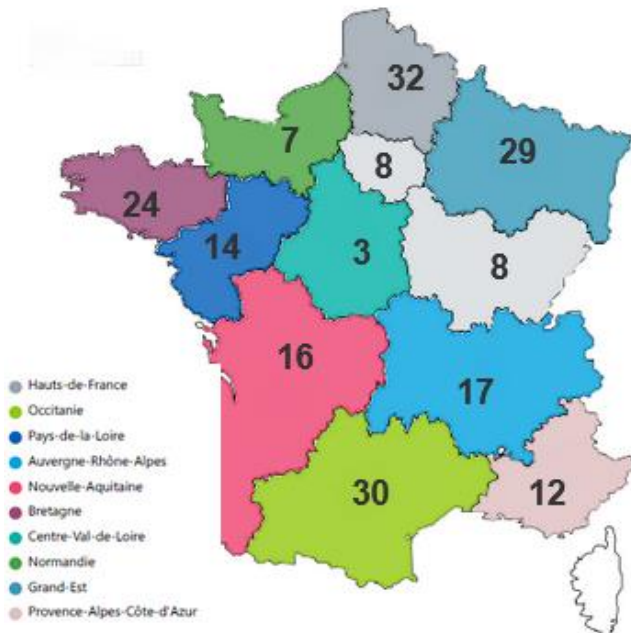 32
7
8
29
24
14
3
8
16
17
30
12
Hauts-de-France
Occitanie
Pays-de-la-Loire
Auvergne-Rhône-Alpes
Nouvelle-Aquitaine
Bretagne
Centre-Val-de-Loire
Normandie
Grand-Est
Provence-Alpes-Côte-d'Azur